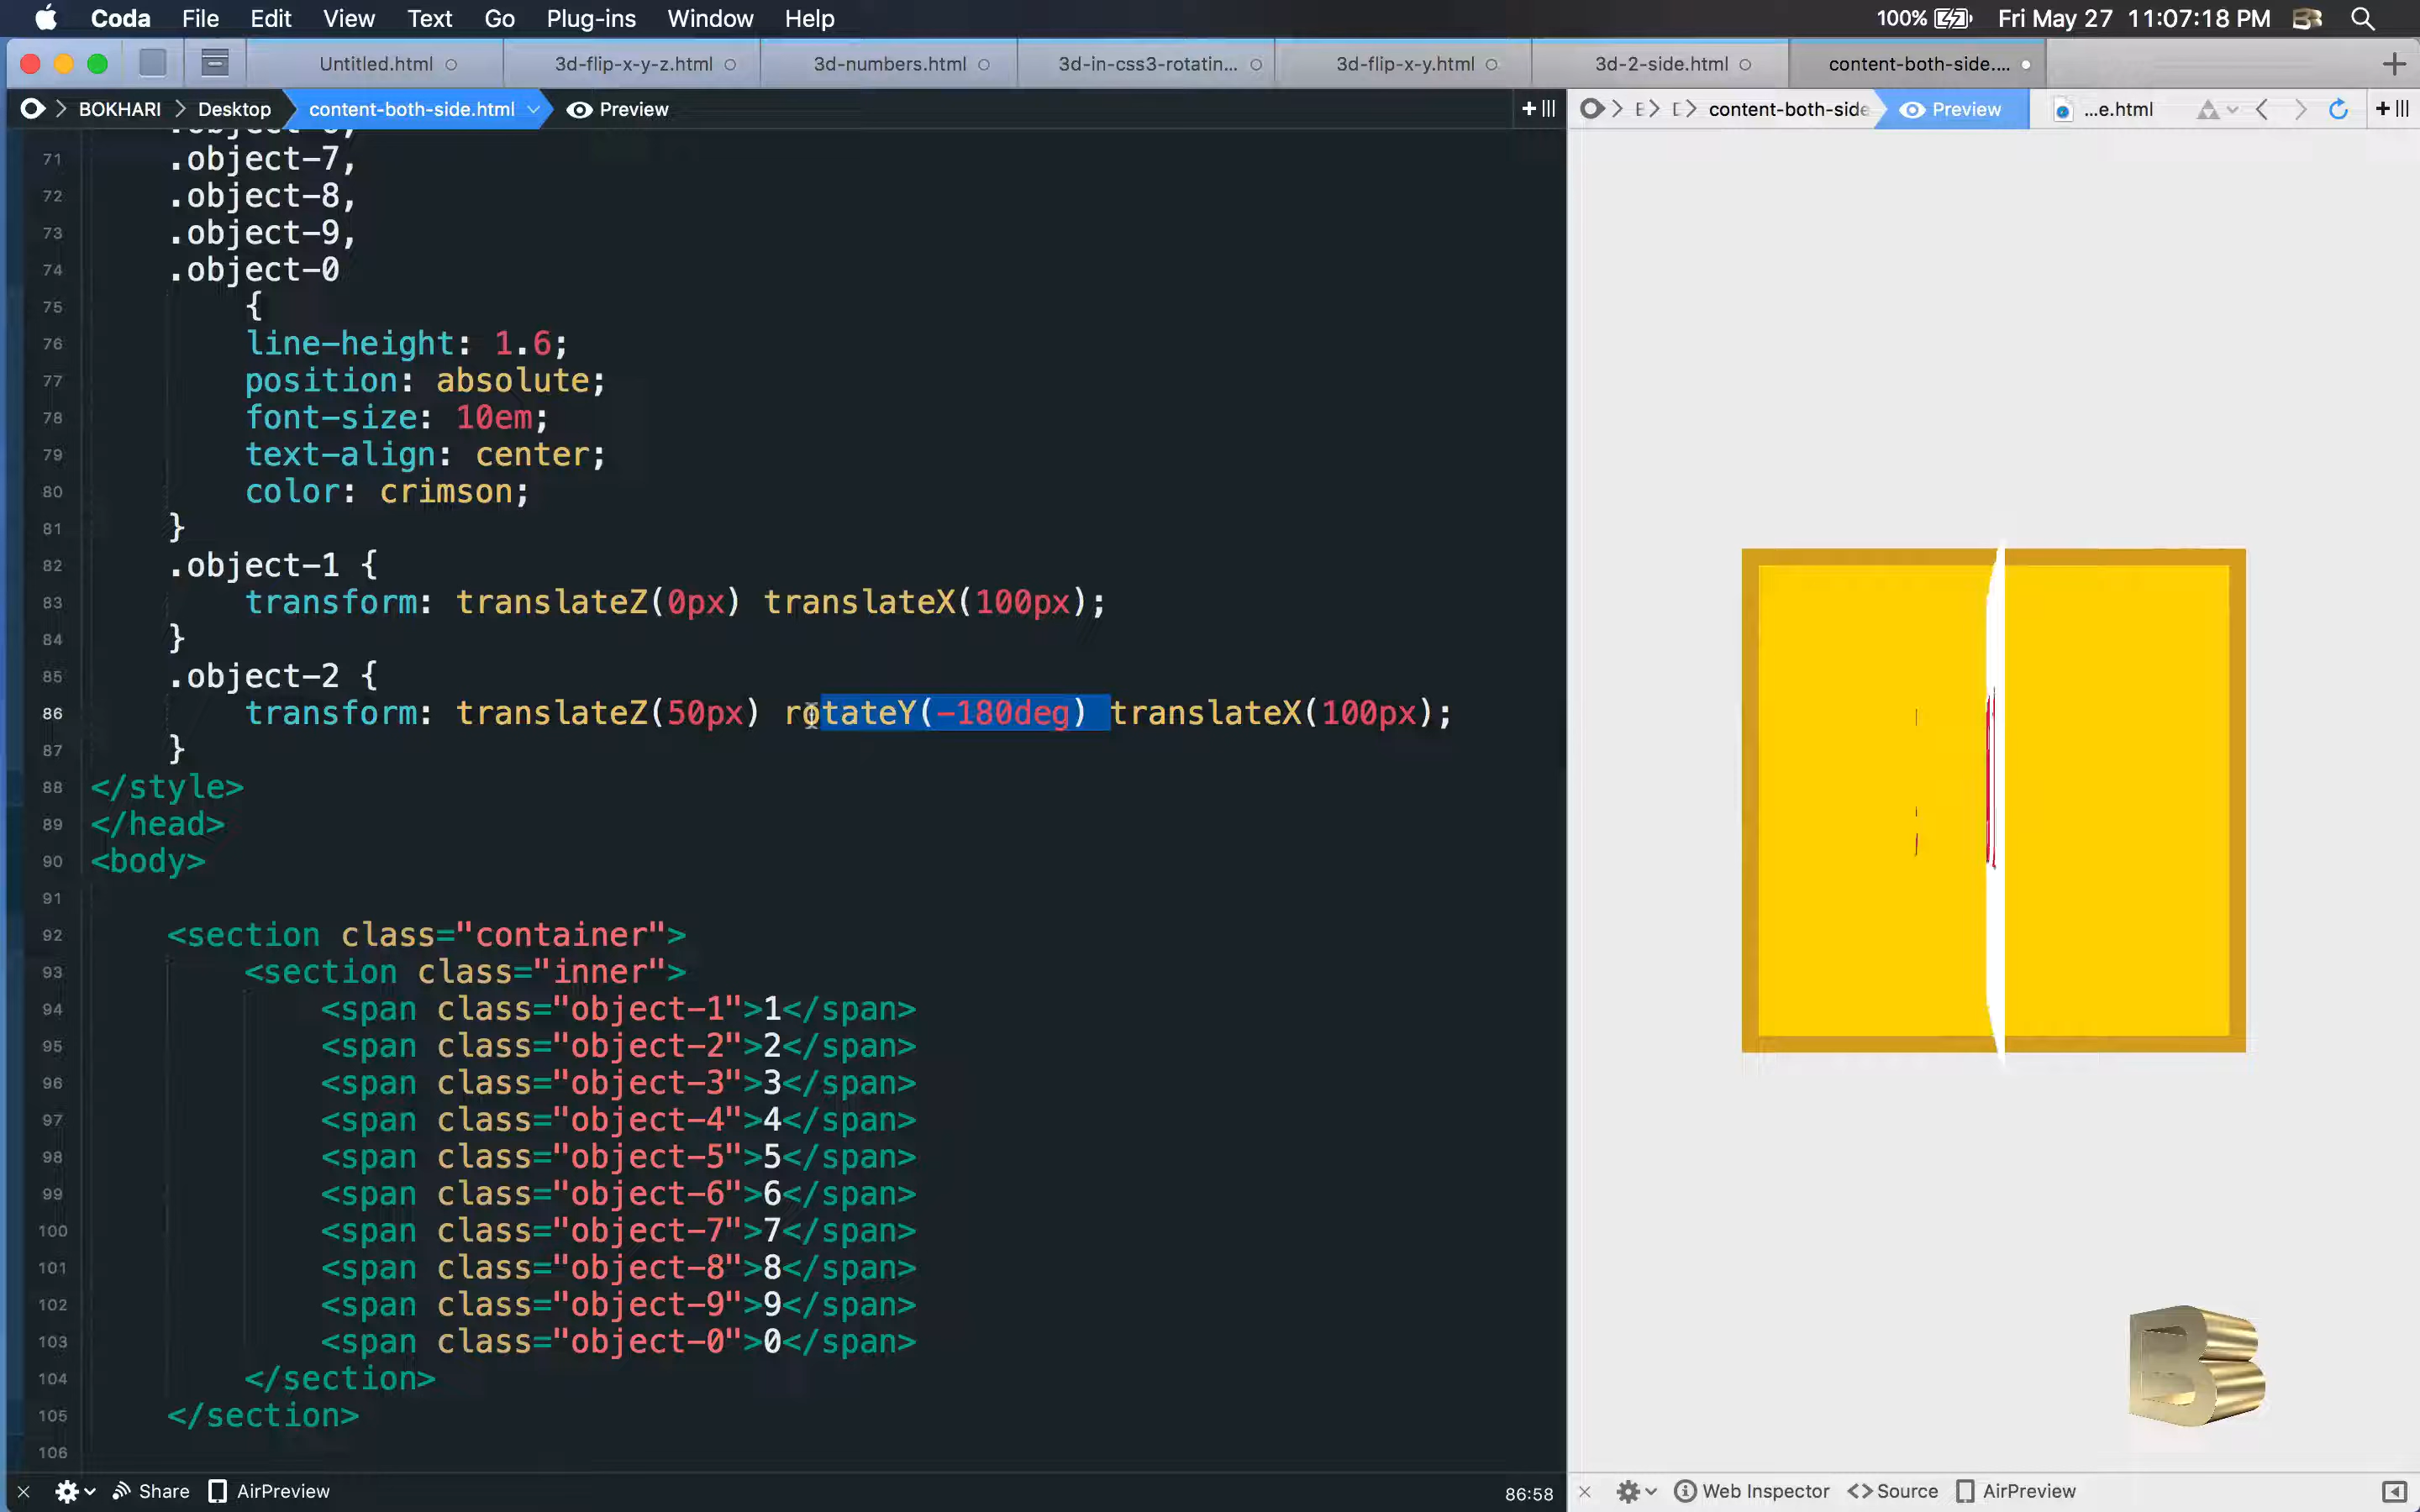 Coda File Edit View Text Go Plug-ins Window Help 100% Fri May 27 11:07:18 PM
Untitled.html 3d-flip-x-y-z.html 3d-numbers.html 3d-in-css3-rotatin... 3d-flip-x-y.html 3d-2-side.html content-both-side....
BOKHARI Desktop content-both-side.html Preview content-both-side Preview ...e.html
71 .object-7,
72 .object-8,
73 .object-9,
74 .object-0
75 {
76 line-height: 1.6;
77 position: absolute;
78 font-size: 10em;
79 text-align: center;
80 color: crimson;
81 }
82 .object-1 {
83 transform: translateZ(0px) translateX(100px);
84 }
85 .object-2 {
86 transform: translateZ(50px) rotateY(-180deg) translateX(100px);
87 }
88 </style>
89 </head>
90 <body>
91
92 <section class="container">
93 <section class="inner">
94 <span class="object-1">1</span>
95 <span class="object-2">2</span>
96 <span class="object-3">3</span>
97 <span class="object-4">4</span>
98 <span class="object-5">5</span>
99 <span class="object-6">6</span>
100 <span class="object-7">7</span>
101 <span class="object-8">8</span>
102 <span class="object-9">9</span>
103 <span class="object-0">0</span>
104 </section>
105 </section>
106
B
Share AirPreview 86:58 Web Inspector Source AirPreview